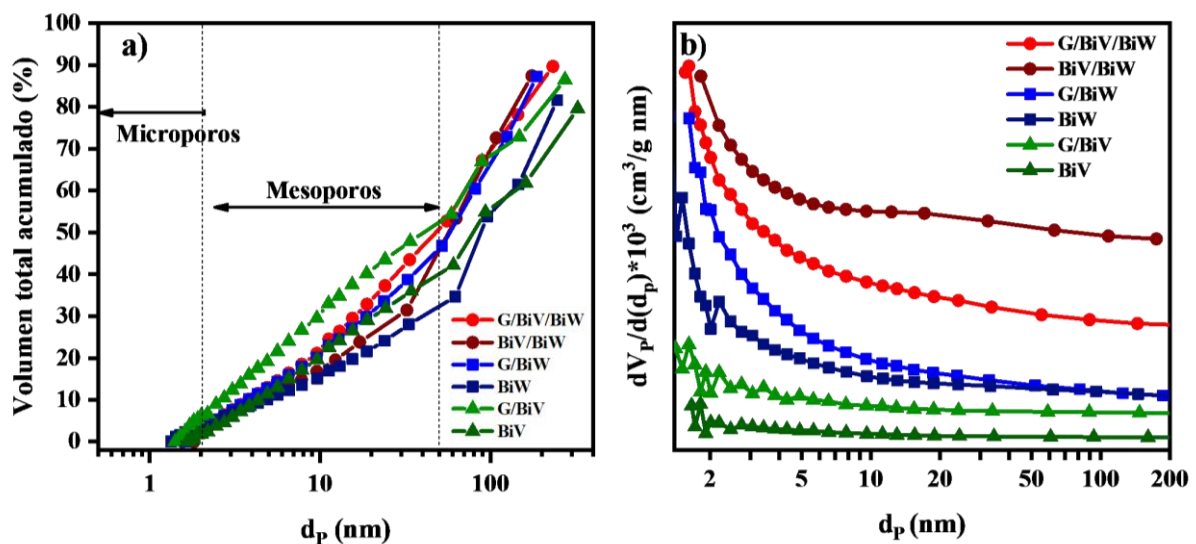 a)
Volumen total acumulado (%)
100
90
80
70
60
50
40
30
20
10
0
Microporos
Mesoporos
G/BiV/BiW
BiV/BiW
G/BiW
BiW
G/BiV
BiV
1 10 100
dₚ (nm)
b)
dVₚ/d(dₚ)*10³ (cm³/g nm)
G/BiV/BiW
BiV/BiW
G/BiW
BiW
G/BiV
BiV
2 5 10 20 50 100 200
dₚ (nm)